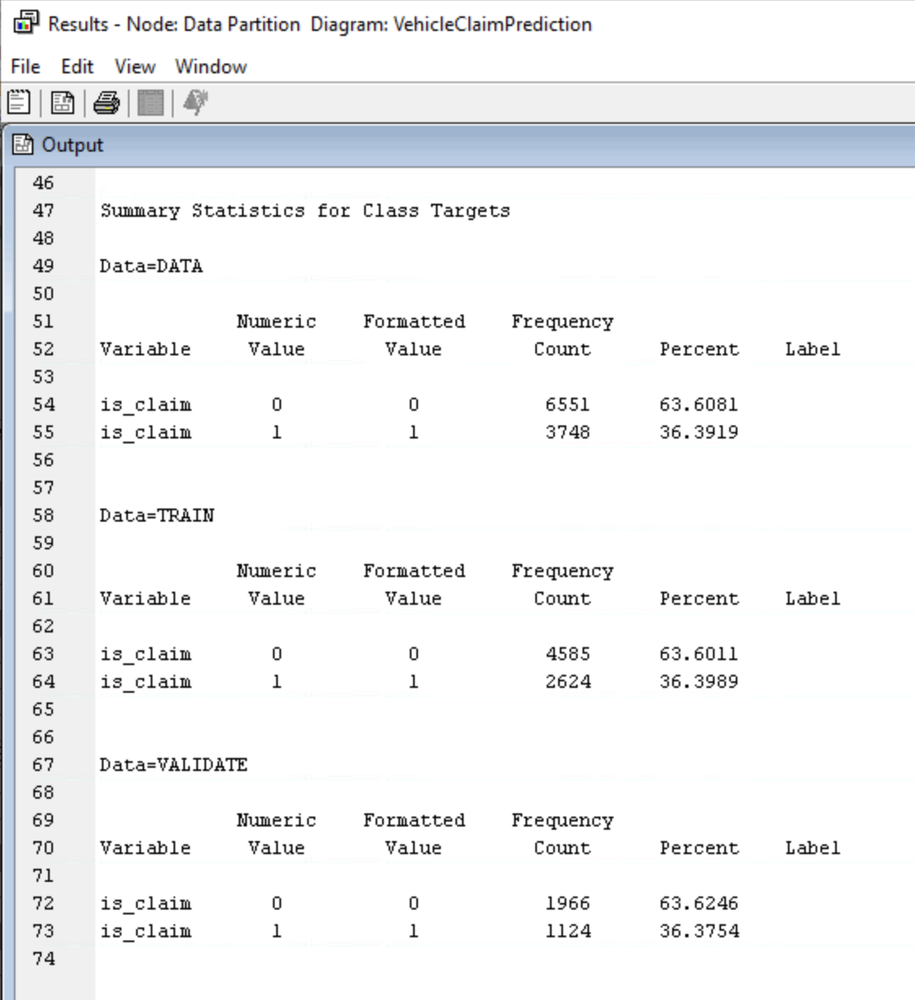 Results - Node: Data Partition Diagram: VehicleClaimPrediction
File Edit View Window
Output
46
47 Summary Statistics for Class Targets
48
49 Data=DATA
50
51 Numeric Formatted Frequency
52 Variable Value Value Count Percent Label
53
54 is_claim 0 0 6551 63.6081
55 is_claim 1 1 3748 36.3919
56
57
58 Data=TRAIN
59
60 Numeric Formatted Frequency
61 Variable Value Value Count Percent Label
62
63 is_claim 0 0 4585 63.6011
64 is_claim 1 1 2624 36.3989
65
66
67 Data=VALIDATE
68
69 Numeric Formatted Frequency
70 Variable Value Value Count Percent Label
71
72 is_claim 0 0 1966 63.6246
73 is_claim 1 1 1124 36.3754
74